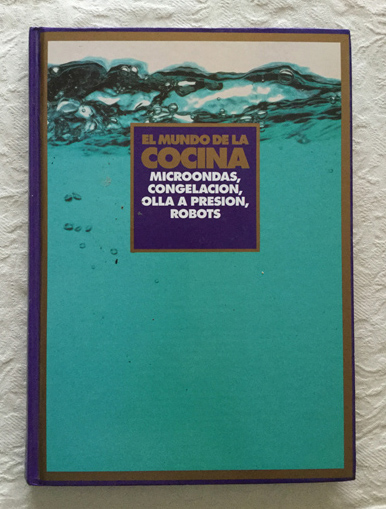 EL MUNDO DE LA
COCINA
MICROONDAS,
CONGELACION,
OLLA A PRESION,
ROBOTS